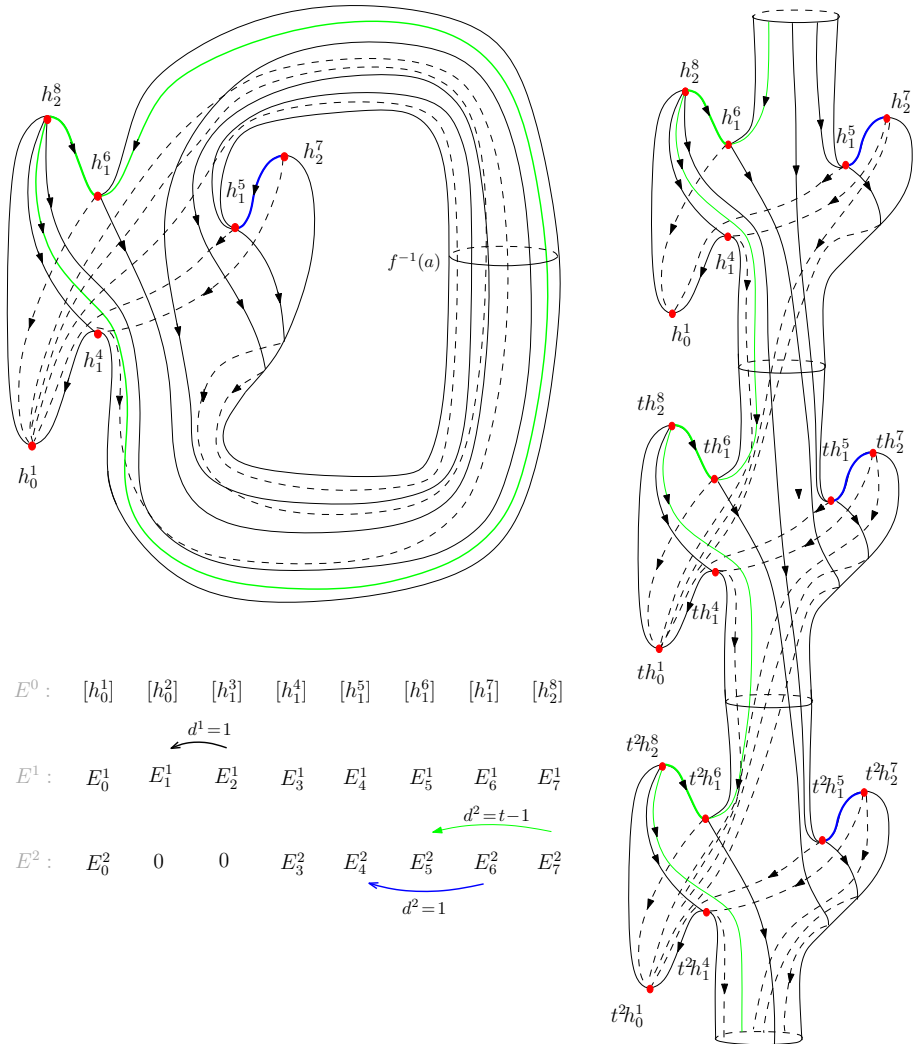 $h_2^8$
$h_1^6$
$h_2^7$
$h_1^5$
$f^{-1}(a)$
$h_1^4$
$h_0^1$
$h_2^8$
$h_1^6$
$h_2^7$
$h_1^5$
$h_1^4$
$h_0^1$
$th_2^8$
$th_1^6$
$th_1^5$
$th_2^7$
$th_1^4$
$th_0^1$
$t^2h_2^8$
$t^2h_1^6$
$t^2h_1^5$
$t^2h_2^7$
$t^2h_1^4$
$t^2h_0^1$
$E^0:$ $[h_0^1]$ $[h_0^2]$ $[h_1^3]$ $[h_1^4]$ $[h_1^5]$ $[h_1^6]$ $[h_1^7]$ $[h_2^8]$
$d^1=1$
$E^1:$ $E_0^1$ $E_1^1$ $E_2^1$ $E_3^1$ $E_4^1$ $E_5^1$ $E_6^1$ $E_7^1$
$d^2=t-1$
$E^2:$ $E_0^2$ 0 0 $E_3^2$ $E_4^2$ $E_5^2$ $E_6^2$ $E_7^2$
$d^2=1$